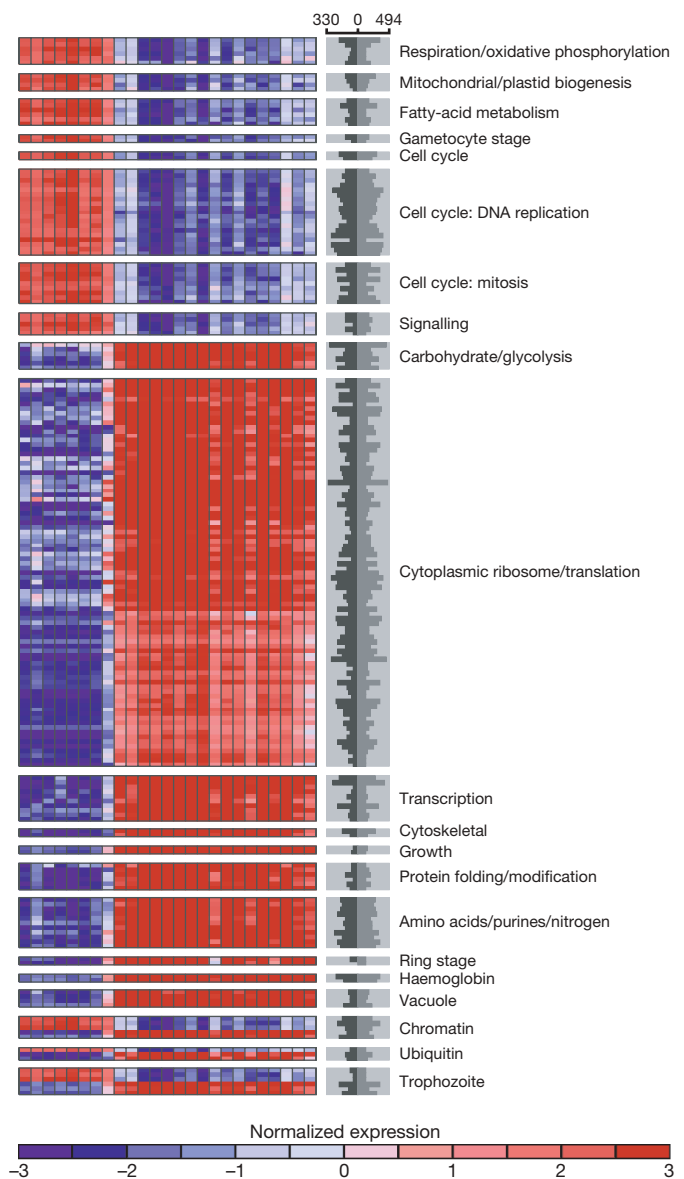 330 0 494
Respiration/oxidative phosphorylation
Mitochondrial/plastid biogenesis
Fatty-acid metabolism
Gametocyte stage
Cell cycle
Cell cycle: DNA replication
Cell cycle: mitosis
Signalling
Carbohydrate/glycolysis
Cytoplasmic ribosome/translation
Transcription
Cytoskeletal
Growth
Protein folding/modification
Amino acids/purines/nitrogen
Ring stage
Haemoglobin
Vacuole
Chromatin
Ubiquitin
Trophozoite
Normalized expression
−3 −2 −1 0 1 2 3